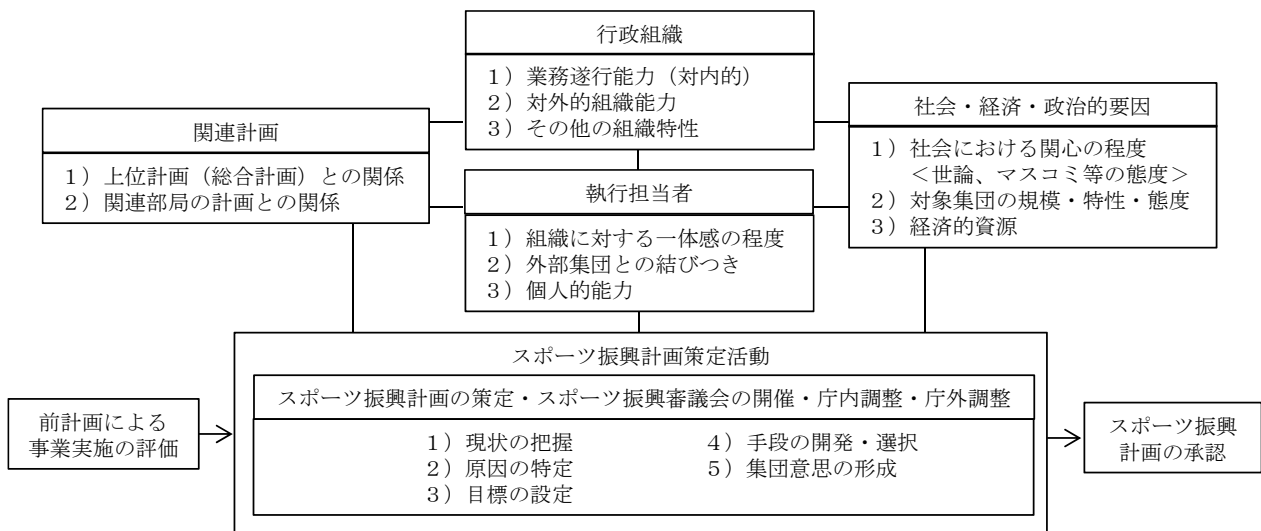 行政組織
1）業務遂行能力（対内的）
2）対外的組織能力
3）その他の組織特性
関連計画
1）上位計画（総合計画）との関係
2）関連部局の計画との関係
社会・経済・政治的要因
1）社会における関心の程度
＜世論、マスコミ等の態度＞
2）対象集団の規模・特性・態度
3）経済的資源
執行担当者
1）組織に対する一体感の程度
2）外部集団との結びつき
3）個人的能力
スポーツ振興計画策定活動
スポーツ振興計画の策定・スポーツ振興審議会の開催・庁内調整・庁外調整
1）現状の把握
2）原因の特定
3）目標の設定
4）手段の開発・選択
5）集団意思の形成
前計画による
事業実施の評価
スポーツ振興
計画の承認